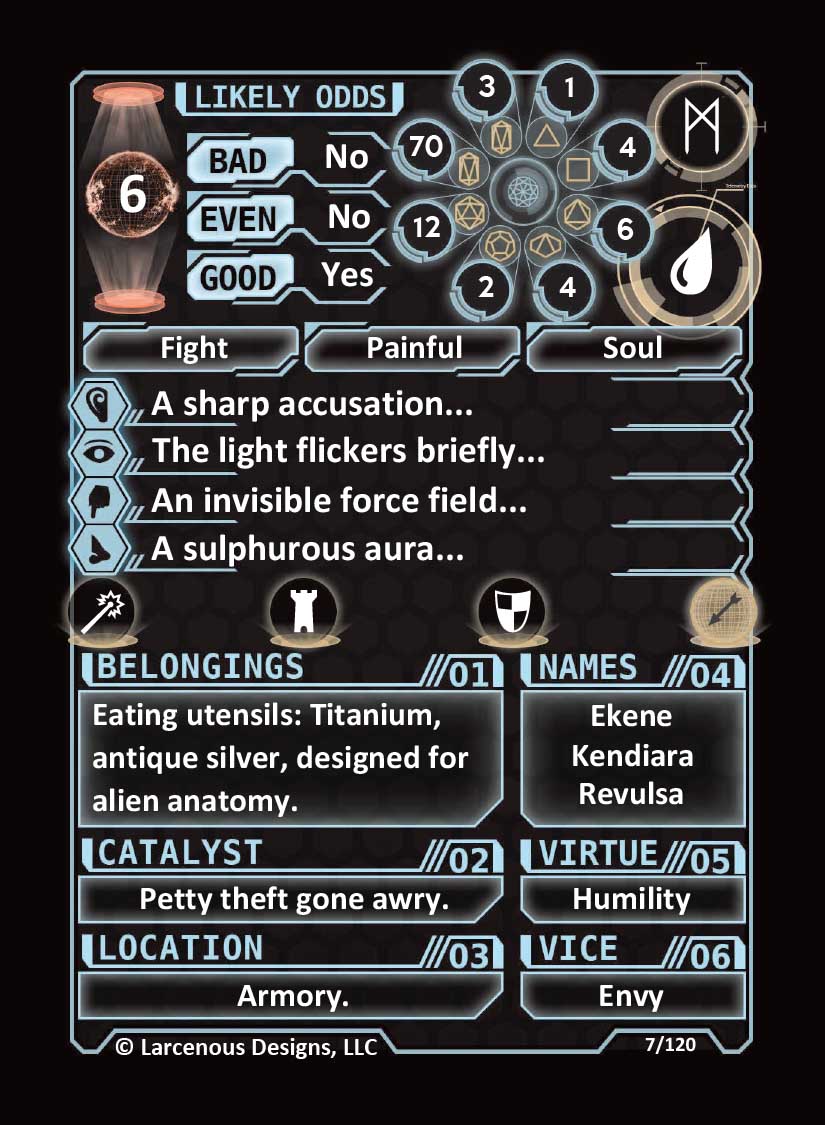 LIKELY ODDS
6
BAD No
EVEN No
GOOD Yes
3
1
70
4
12
6
2
4
ᛗ
Fight Painful Soul
A sharp accusation...
The light flickers briefly...
An invisible force field...
A sulphurous aura...
BELONGINGS ///01
Eating utensils: Titanium,
antique silver, designed for
alien anatomy.
NAMES ///04
Ekene
Kendiara
Revulsa
CATALYST ///02
Petty theft gone awry.
VIRTUE ///05
Humility
LOCATION ///03
Armory.
VICE ///06
Envy
© Larcenous Designs, LLC
7/120